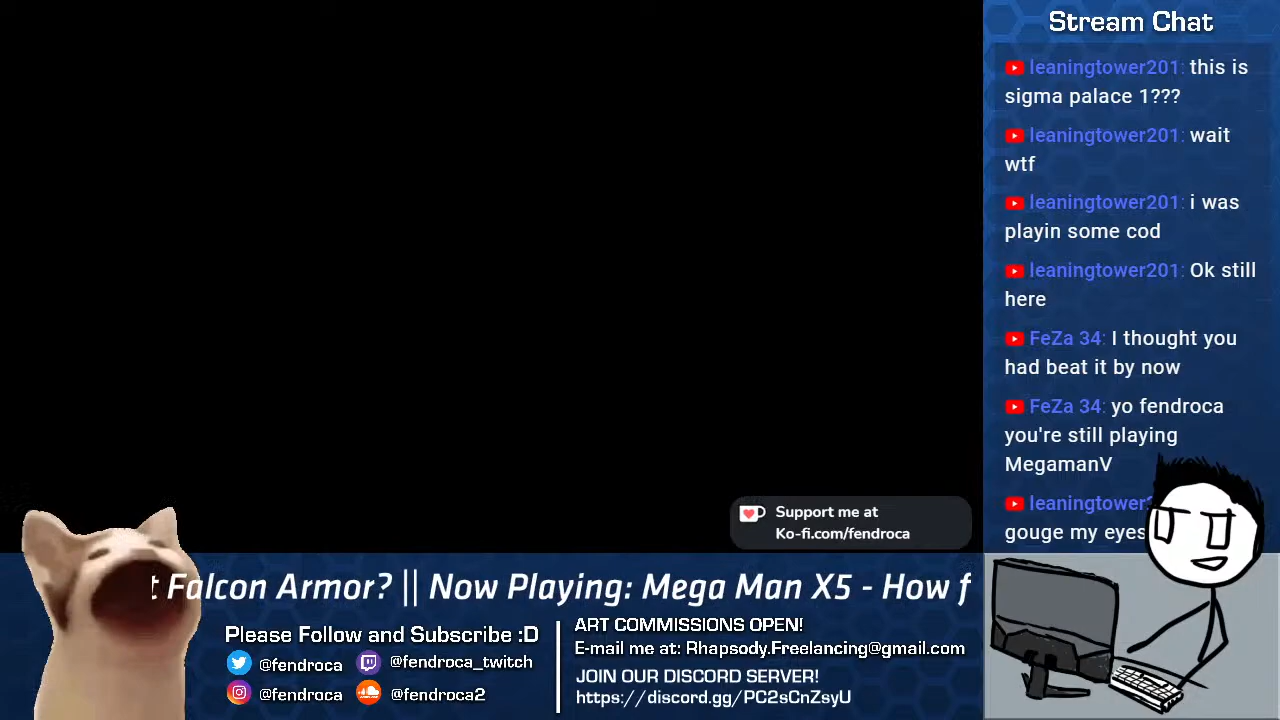 Stream Chat
leaningtower201: this is
sigma palace 1???
leaningtower201: wait
wtf
leaningtower201: i was
playin some cod
leaningtower201: Ok still
here
FeZa 34: I thought you
had beat it by now
FeZa 34: yo fendroca
you're still playing
MegamanV
gouge my eyes
Support me at
Ko-fi.com/fendroca
Falcon Armor? || Now Playing: Mega Man X5 - How f
Please Follow and Subscribe :D
@fendroca @fendroca_twitch
@fendroca @fendroca2
ART COMMISSIONS OPEN!
E-mail me at: Rhapsody.Freelancing@gmail.com
JOIN OUR DISCORD SERVER!
https://discord.gg/PC2sCnZsyU